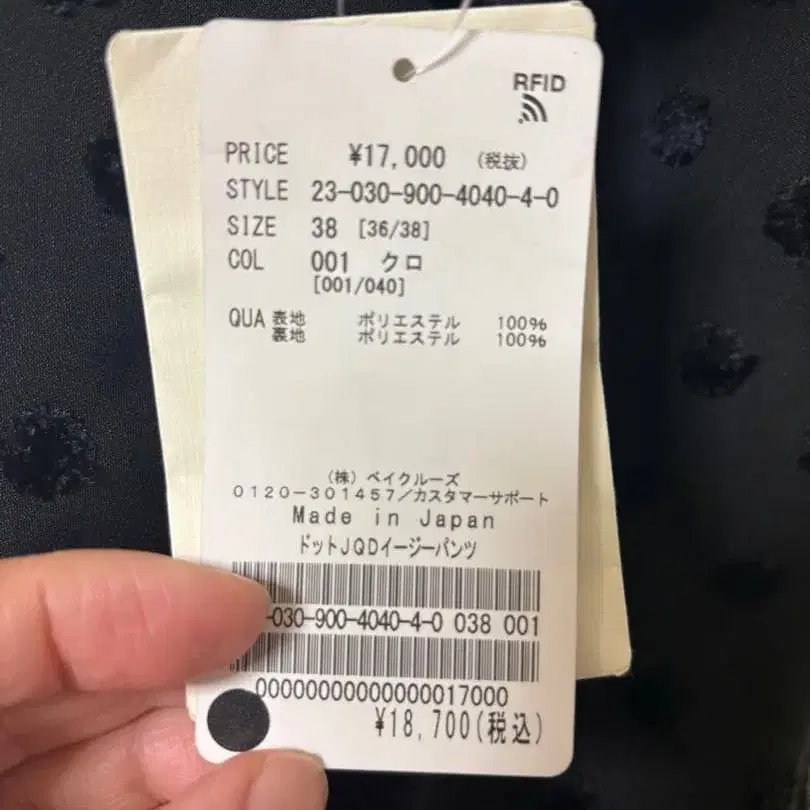 RFID
PRICE ¥17,000 (税抜)
STYLE 23-030-900-4040-4-0
SIZE 38 [36/38]
COL 001 クロ
[001/040]
QUA 表地 ポリエステル 100%
裏地 ポリエステル 100%
(株) ベイクルーズ
0120-301457/カスタマーサポート
Made in Japan
ドットJQDイージーパンツ
-030-900-4040-4-0 038 001
00000000000000017000
¥18,700(税込)